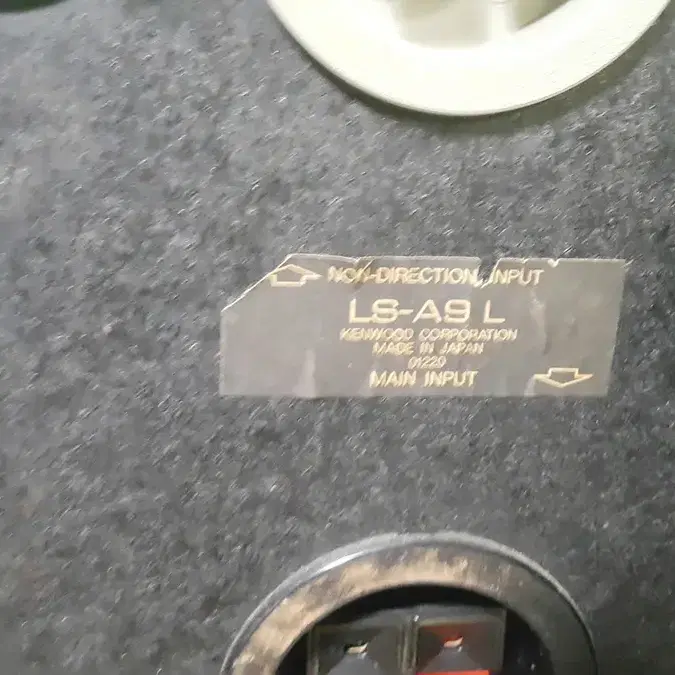 NON-DIRECTION INPUT
LS-A9 L
KENWOOD CORPORATION
MADE IN JAPAN
01220
MAIN INPUT